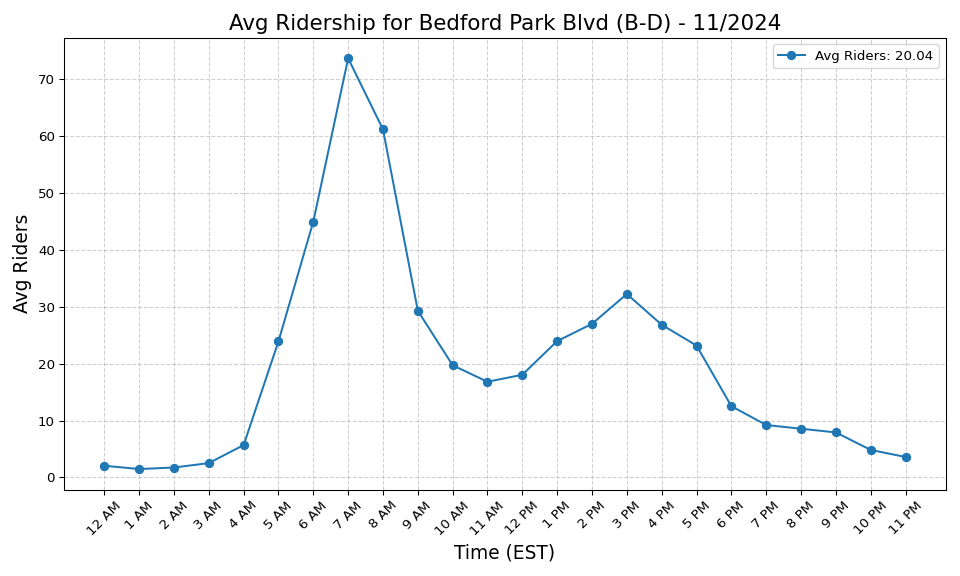 Avg Ridership for Bedford Park Blvd (B-D) - 11/2024
Avg Riders: 20.04
Avg Riders
70
60
50
40
30
20
10
0
12 AM
1 AM
2 AM
3 AM
4 AM
5 AM
6 AM
7 AM
8 AM
9 AM
10 AM
11 AM
12 PM
1 PM
2 PM
3 PM
4 PM
5 PM
6 PM
7 PM
8 PM
9 PM
10 PM
11 PM
Time (EST)